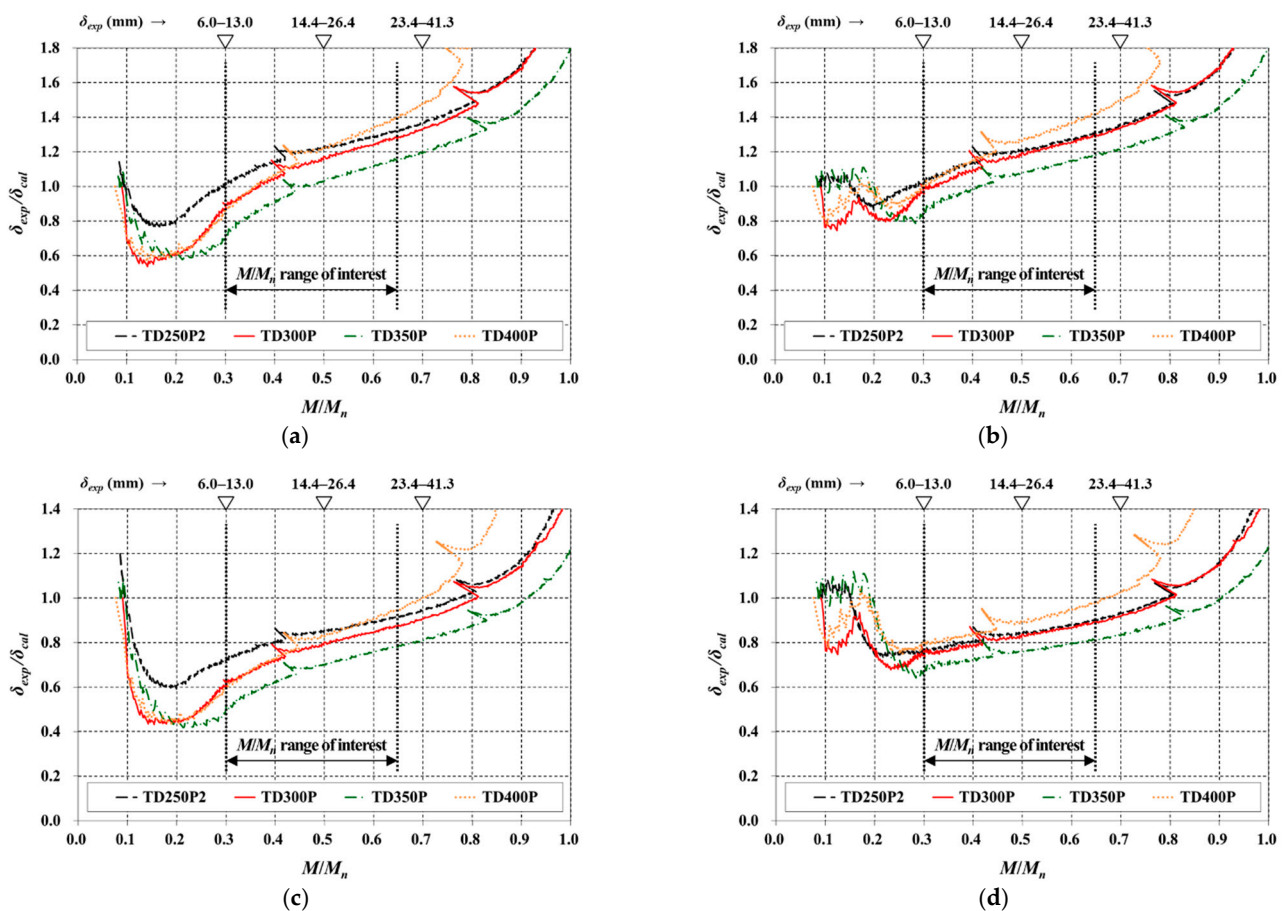 δexp (mm) → 6.0–13.0 14.4–26.4 23.4–41.3
1.8
1.6
1.4
1.2
1.0
0.8
0.6
0.4
0.2
0.0
δexp/δcal
M/Mn range of interest
TD250P2 TD300P TD350P TD400P
0.0 0.1 0.2 0.3 0.4 0.5 0.6 0.7 0.8 0.9 1.0
M/Mn
(a)
δexp (mm) → 6.0–13.0 14.4–26.4 23.4–41.3
1.8
1.6
1.4
1.2
1.0
0.8
0.6
0.4
0.2
0.0
δexp/δcal
M/Mn range of interest
TD250P2 TD300P TD350P TD400P
0.0 0.1 0.2 0.3 0.4 0.5 0.6 0.7 0.8 0.9 1.0
M/Mn
(b)
δexp (mm) → 6.0–13.0 14.4–26.4 23.4–41.3
1.4
1.2
1.0
0.8
0.6
0.4
0.2
0.0
δexp/δcal
M/Mn range of interest
TD250P2 TD300P TD350P TD400P
0.0 0.1 0.2 0.3 0.4 0.5 0.6 0.7 0.8 0.9 1.0
M/Mn
(c)
δexp (mm) → 6.0–13.0 14.4–26.4 23.4–41.3
1.4
1.2
1.0
0.8
0.6
0.4
0.2
0.0
δexp/δcal
M/Mn range of interest
TD250P2 TD300P TD350P TD400P
0.0 0.1 0.2 0.3 0.4 0.5 0.6 0.7 0.8 0.9 1.0
M/Mn
(d)